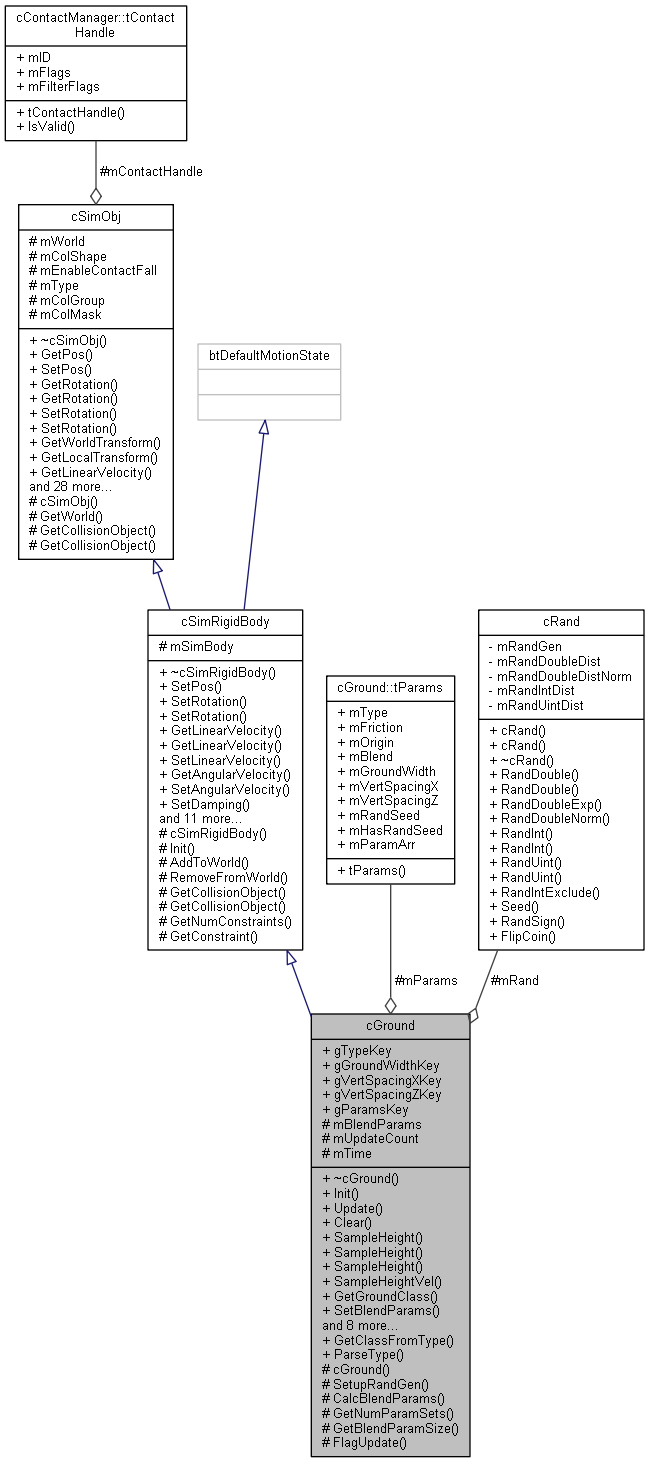 cContactManager::tContact
Handle
+ mID
+ mFlags
+ mFilterFlags
+ tContactHandle()
+ IsValid()
#mContactHandle
cSimObj
# mWorld
# mColShape
# mEnableContactFall
# mType
# mColGroup
# mColMask
+ ~cSimObj()
+ GetPos()
+ SetPos()
+ GetRotation()
+ GetRotation()
+ SetRotation()
+ SetRotation()
+ GetWorldTransform()
+ GetLocalTransform()
+ GetLinearVelocity()
and 28 more...
# cSimObj()
# GetWorld()
# GetCollisionObject()
# GetCollisionObject()
btDefaultMotionState
cSimRigidBody
# mSimBody
+ ~cSimRigidBody()
+ SetPos()
+ SetRotation()
+ SetRotation()
+ GetLinearVelocity()
+ GetLinearVelocity()
+ SetLinearVelocity()
+ GetAngularVelocity()
+ SetAngularVelocity()
+ SetDamping()
and 11 more...
# cSimRigidBody()
# Init()
# AddToWorld()
# RemoveFromWorld()
# GetCollisionObject()
# GetCollisionObject()
# GetNumConstraints()
# GetConstraint()
cGround::tParams
+ mType
+ mFriction
+ mOrigin
+ mBlend
+ mGroundWidth
+ mVertSpacingX
+ mVertSpacingZ
+ mRandSeed
+ mHasRandSeed
+ mParamArr
+ tParams()
cRand
- mRandGen
- mRandDoubleDist
- mRandDoubleDistNorm
- mRandIntDist
- mRandUintDist
+ cRand()
+ cRand()
+ ~cRand()
+ RandDouble()
+ RandDouble()
+ RandDoubleExp()
+ RandDoubleNorm()
+ RandInt()
+ RandInt()
+ RandUint()
+ RandUint()
+ RandIntExclude()
+ Seed()
+ RandSign()
+ FlipCoin()
#mParams
#mRand
cGround
+ gTypeKey
+ gGroundWidthKey
+ gVertSpacingXKey
+ gVertSpacingZKey
+ gParamsKey
# mBlendParams
# mUpdateCount
# mTime
+ ~cGround()
+ Init()
+ Update()
+ Clear()
+ SampleHeight()
+ SampleHeight()
+ SampleHeight()
+ SampleHeightVel()
+ GetGroundClass()
+ SetBlendParams()
and 8 more...
+ GetClassFromType()
+ ParseType()
# cGround()
# SetupRandGen()
# CalcBlendParams()
# GetNumParamSets()
# GetBlendParamSize()
# FlagUpdate()